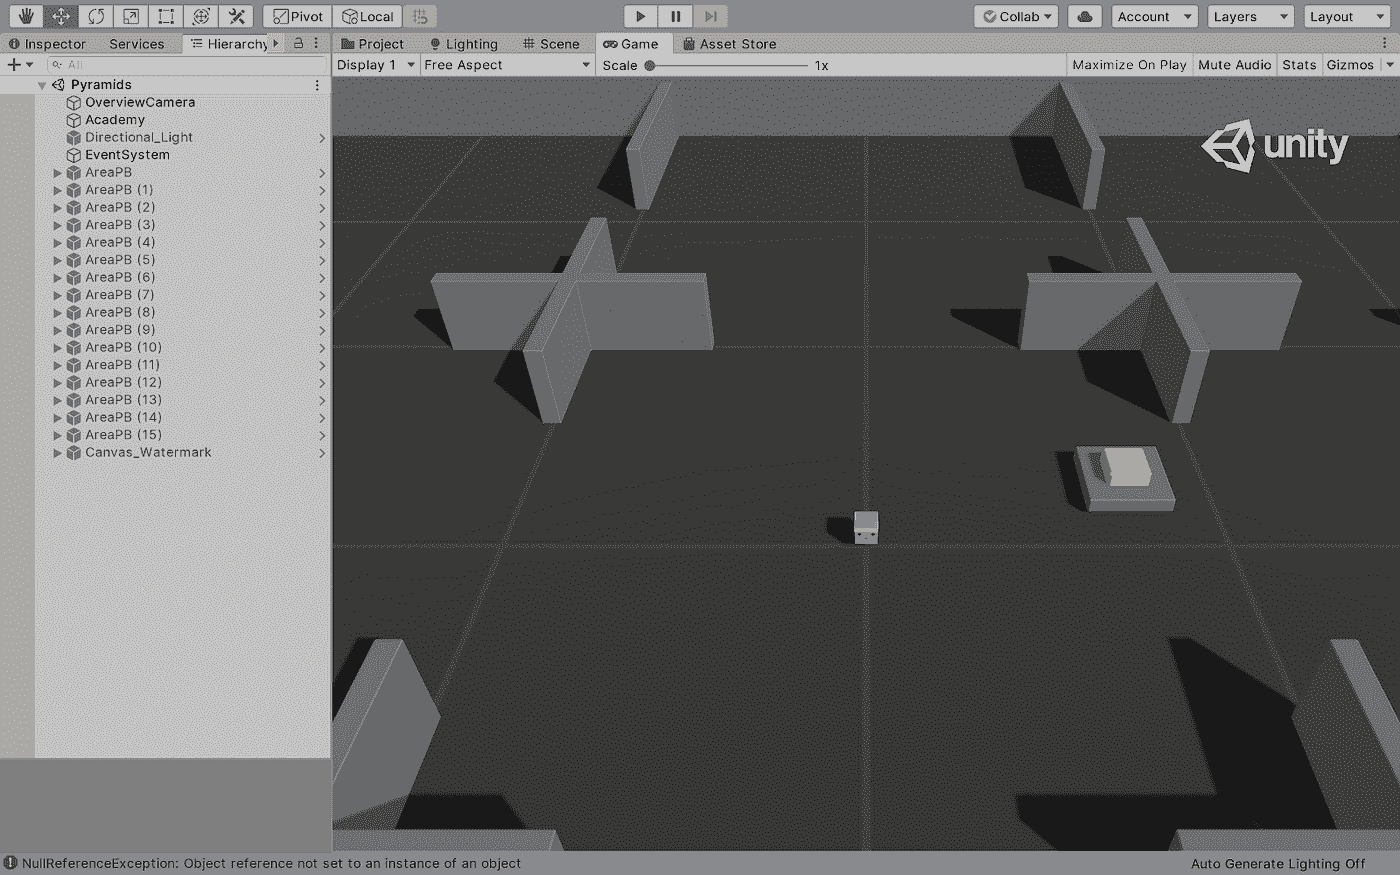 Pivot Local Collab Account Layers Layout
Inspector Services Hierarchy Project Lighting Scene Game Asset Store
All Display 1 Free Aspect Scale 1x Maximize On Play Mute Audio Stats Gizmos
Pyramids
OverviewCamera
Academy
Directional_Light
EventSystem
AreaPB
AreaPB (1)
AreaPB (2)
AreaPB (3)
AreaPB (4)
AreaPB (5)
AreaPB (6)
AreaPB (7)
AreaPB (8)
AreaPB (9)
AreaPB (10)
AreaPB (11)
AreaPB (12)
AreaPB (13)
AreaPB (14)
AreaPB (15)
Canvas_Watermark
unity
NullReferenceException: Object reference not set to an instance of an object Auto Generate Lighting Off